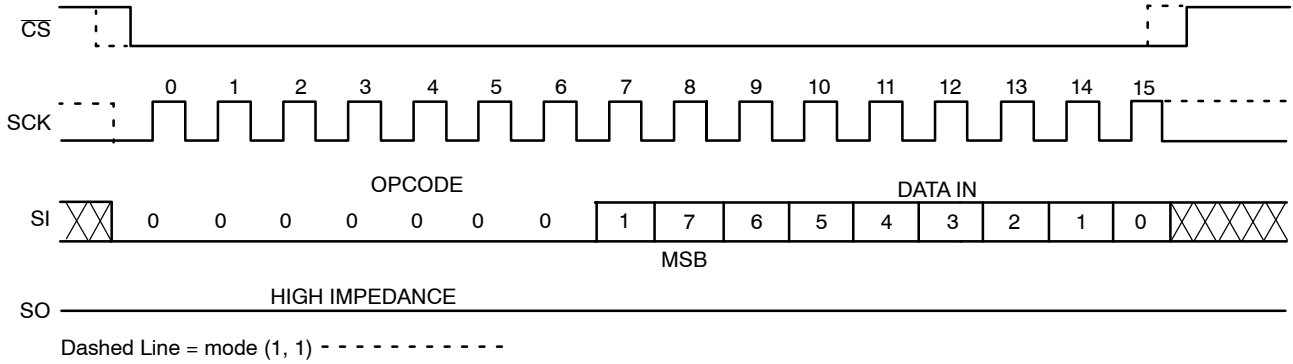 CS
0 1 2 3 4 5 6 7 8 9 10 11 12 13 14 15
SCK
OPCODE DATA IN
SI 0 0 0 0 0 0 0 1 7 6 5 4 3 2 1 0
MSB
HIGH IMPEDANCE
SO
Dashed Line = mode (1, 1)